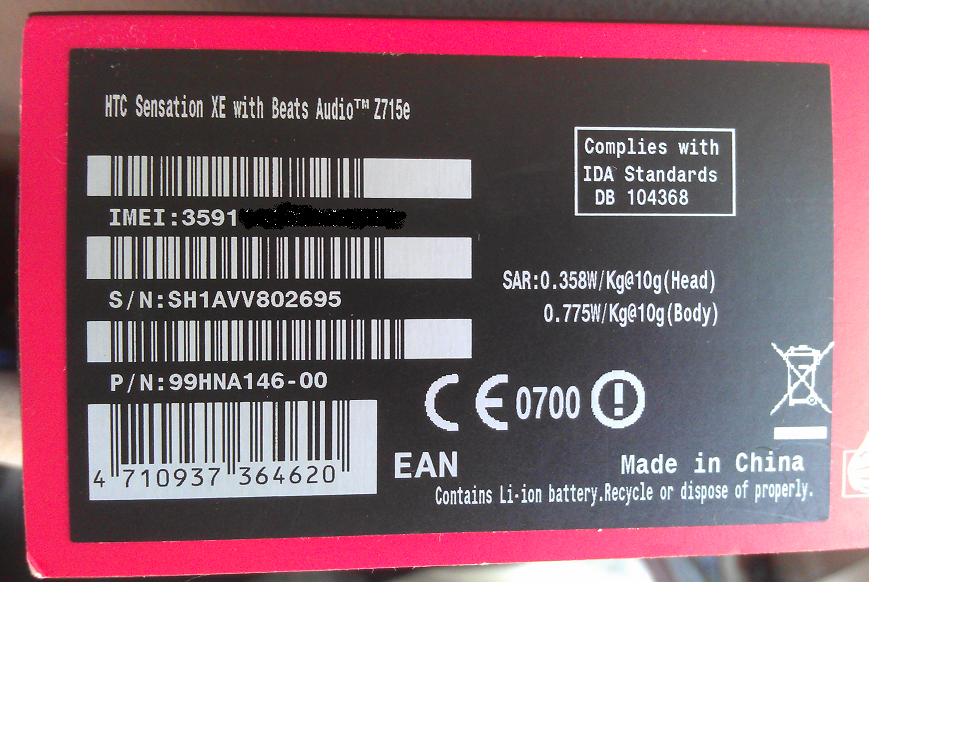 HTC Sensation XE with Beats Audio™ Z715e
Complies with
IDA Standards
DB 104368
IMEI:3591
S/N:SH1AVV802695
SAR:0.358W/Kg@10g(Head)
0.775W/Kg@10g(Body)
P/N:99HNA146-00
CE 0700
4 710937 364620
EAN
Made in China
Contains Li-ion battery.Recycle or dispose of properly.